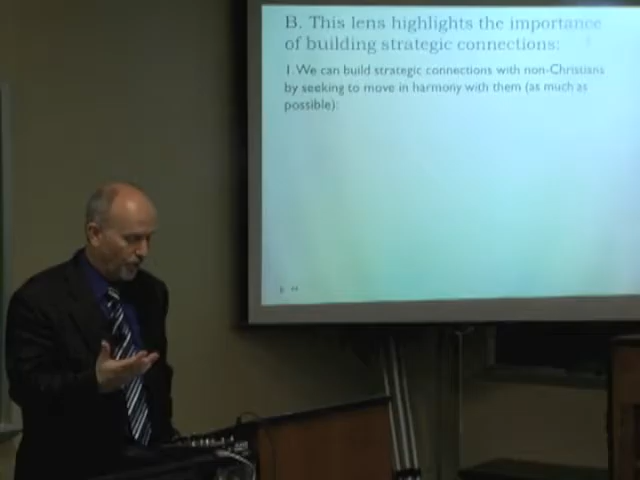 B. This lens highlights the importance
of building strategic connections:
1. We can build strategic connections with non-Christians
by seeking to move in harmony with them (as much as
possible):